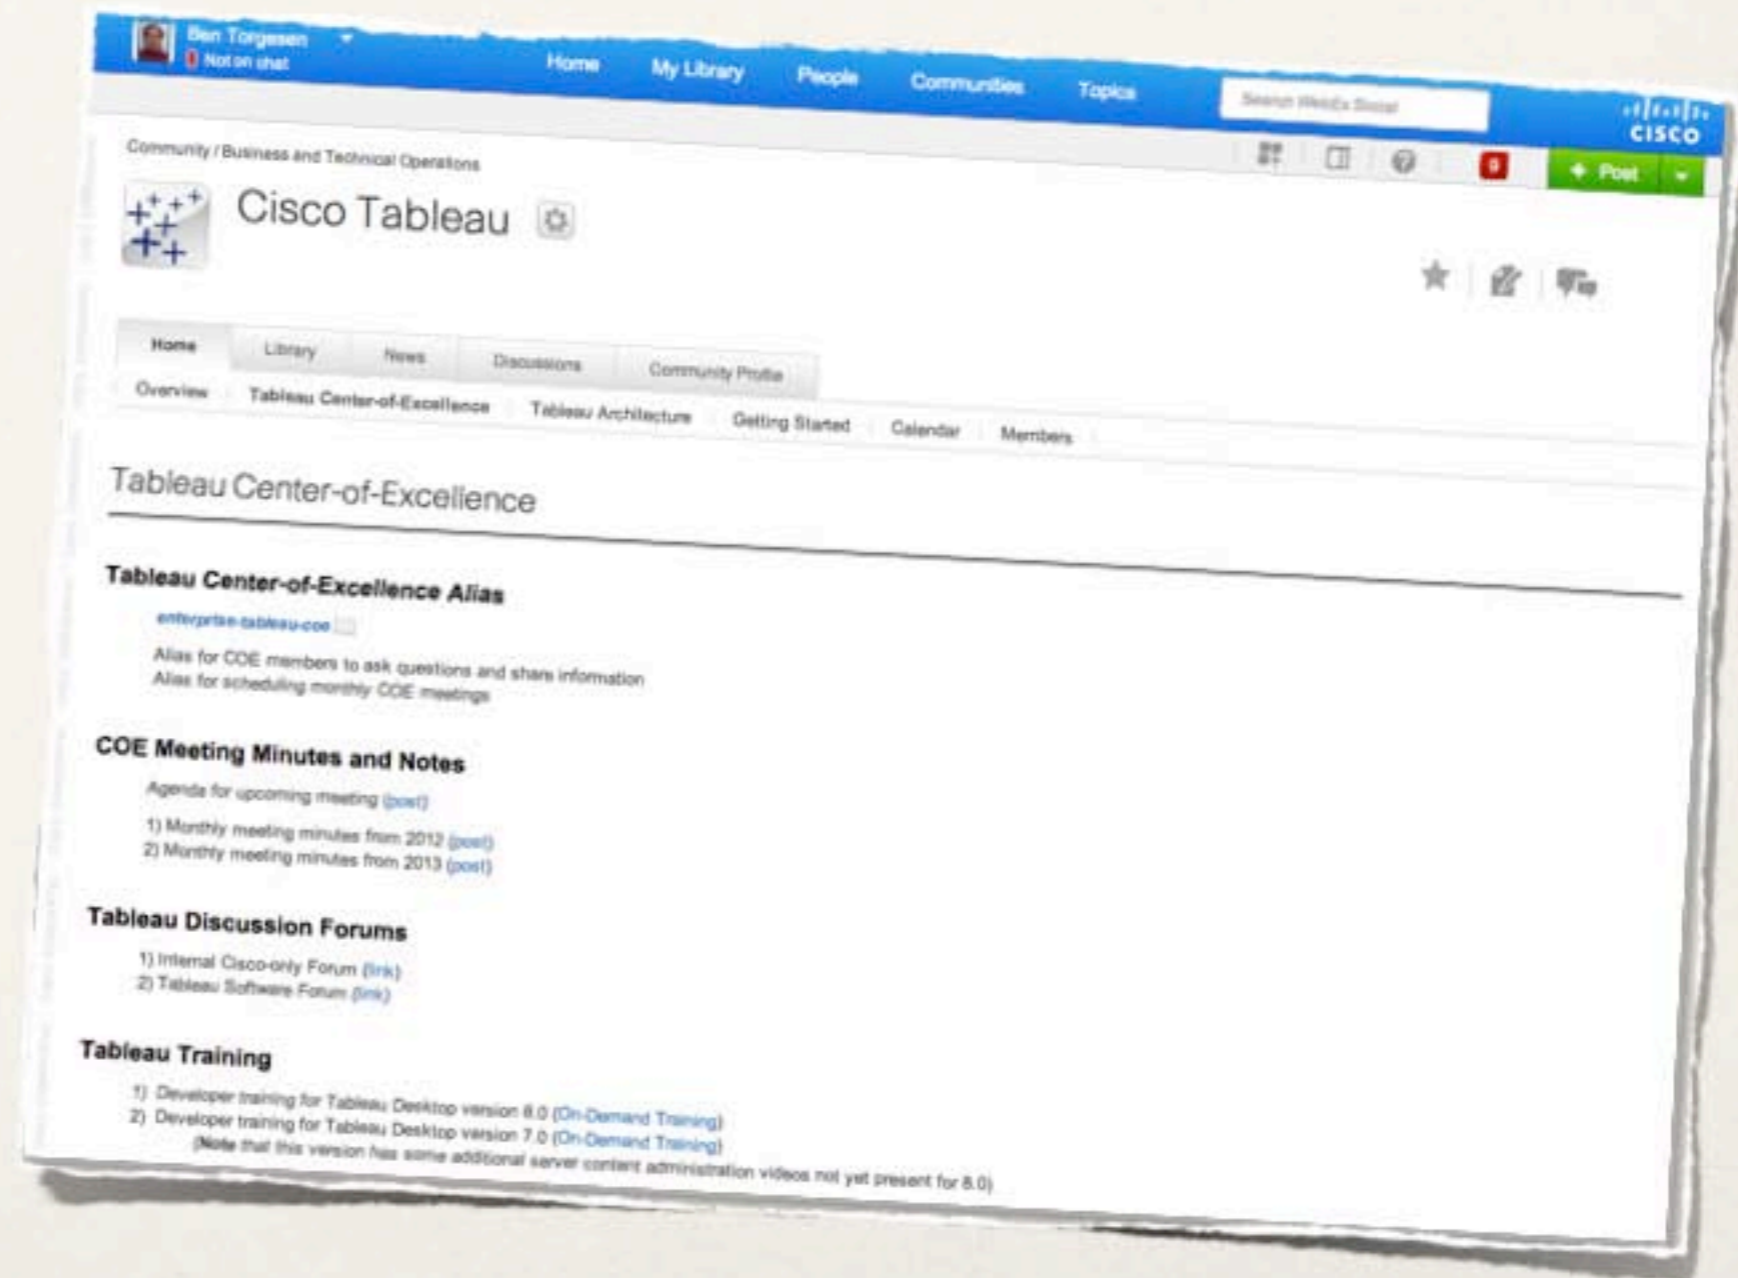 Ben Torgesen
Not on chat
Home My Library People Communities Topics
Search WebEx Social
CISCO
Community / Business and Technical Operations
9
+ Post
Cisco Tableau
Home Library News Discussions Community Profile
Overview Tableau Center-of-Excellence Tableau Architecture Getting Started Calendar Members
Tableau Center-of-Excellence
Tableau Center-of-Excellence Alias
enterprise-tableau-coe
Alias for COE members to ask questions and share information
Alias for scheduling monthly COE meetings
COE Meeting Minutes and Notes
Agenda for upcoming meeting (post)
1) Monthly meeting minutes from 2012 (post)
2) Monthly meeting minutes from 2013 (post)
Tableau Discussion Forums
1) Internal Cisco-only Forum (link)
2) Tableau Software Forum (link)
Tableau Training
1) Developer training for Tableau Desktop version 8.0 (On-Demand Training)
2) Developer training for Tableau Desktop version 7.0 (On-Demand Training)
(Note that this version has some additional server content administration videos not yet present for 8.0)